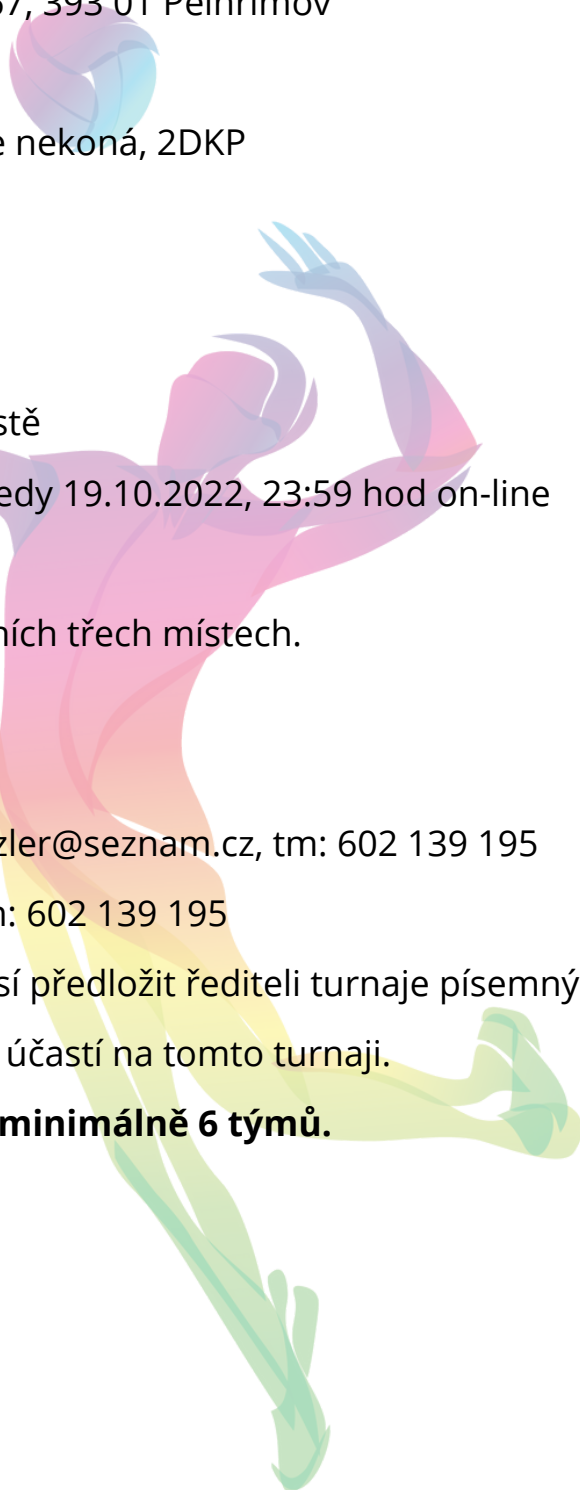 7, 393 01 Pelhřimov
e nekoná, 2DKP
stě
edy 19.10.2022, 23:59 hod on-line
ních třech místech.
zler@seznam.cz, tm: 602 139 195
: 602 139 195
sí předložit řediteli turnaje písemný
účastí na tomto turnaji.
minimálně 6 týmů.